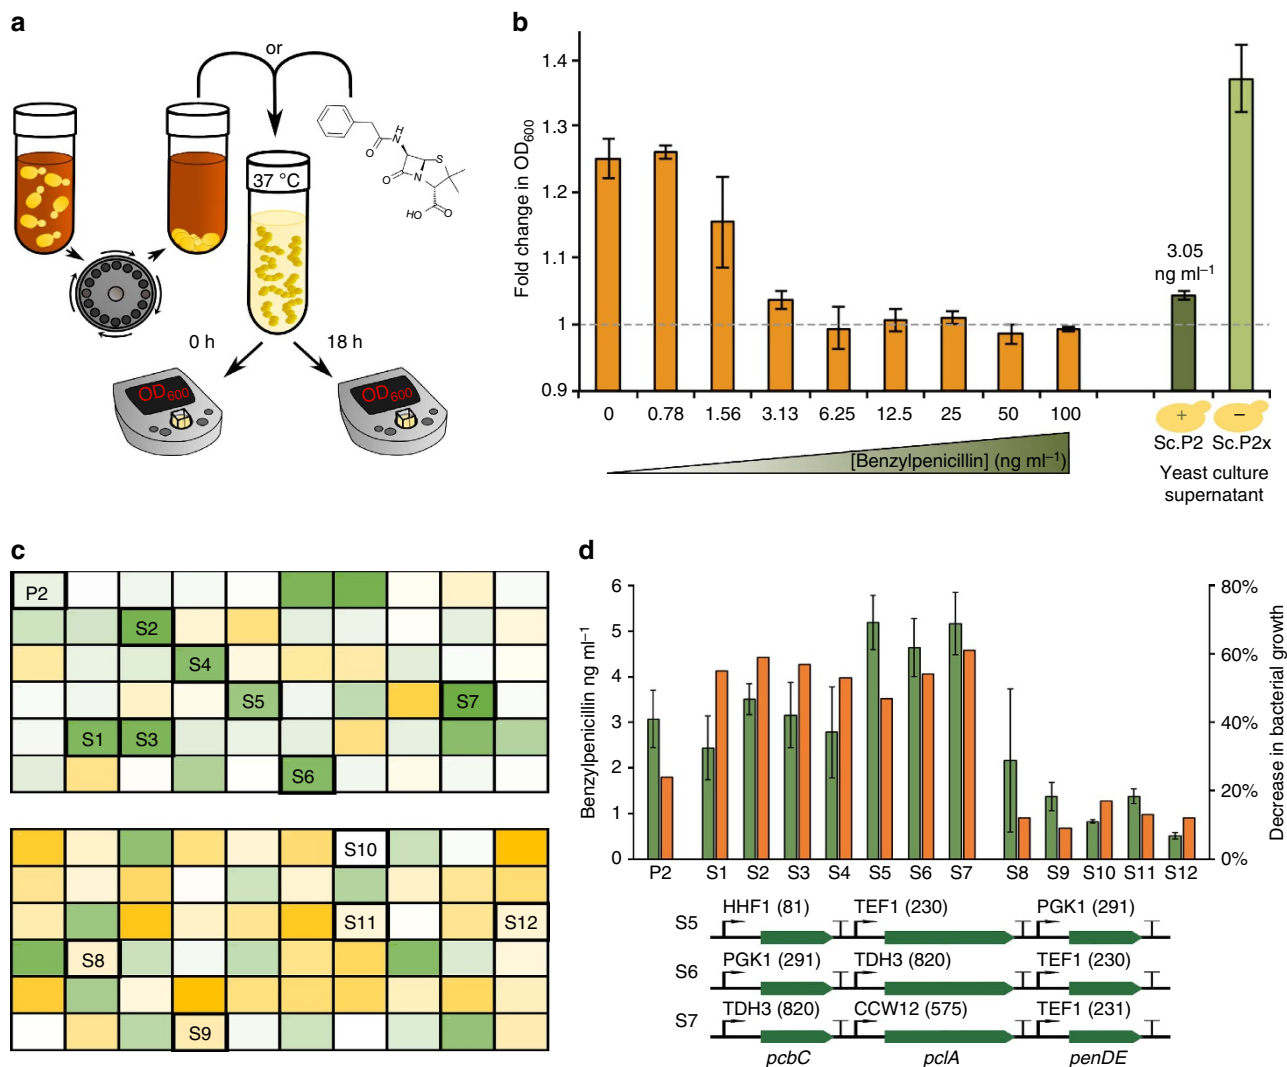 a
or
37 °C
H
N
O
S
O
N
HO
O
0 h
18 h
OD600
OD600
b
Fold change in OD600
1.4
1.3
1.2
1.1
1
0.9
3.05
ng ml−1
0 0.78 1.56 3.13 6.25 12.5 25 50 100
+ −
Sc.P2 Sc.P2x
[Benzylpenicillin] (ng ml−1)
Yeast culture
supernatant
c
P2
S2
S4
S5 S7
S1 S3
S6
S10
S11 S12
S8
S9
d
Benzylpenicillin ng ml−1
6
5
4
3
2
1
0
80%
60%
40%
20%
0%
Decrease in bacterial growth
P2 S1 S2 S3 S4 S5 S6 S7 S8 S9 S10 S11 S12
S5 HHF1 (81) TEF1 (230) PGK1 (291)
S6 PGK1 (291) TDH3 (820) TEF1 (230)
S7 TDH3 (820) CCW12 (575) TEF1 (231)
pcbC pclA penDE